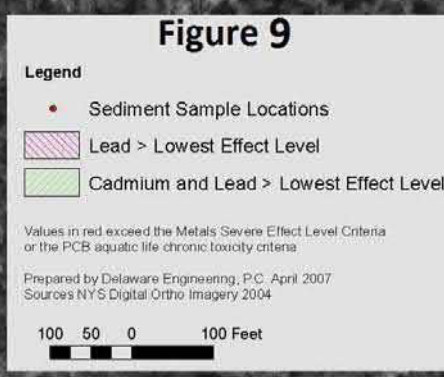 Figure 9
Legend
Sediment Sample Locations
Lead > Lowest Effect Level
Cadmium and Lead > Lowest Effect Level
Values in red exceed the Metals Severe Effect Level Criteria
or the PCB aquatic life chronic toxicity criteria
Prepared by Delaware Engineering, P.C. April 2007
Sources NYS Digital Ortho Imagery 2004
100 50 0 100 Feet